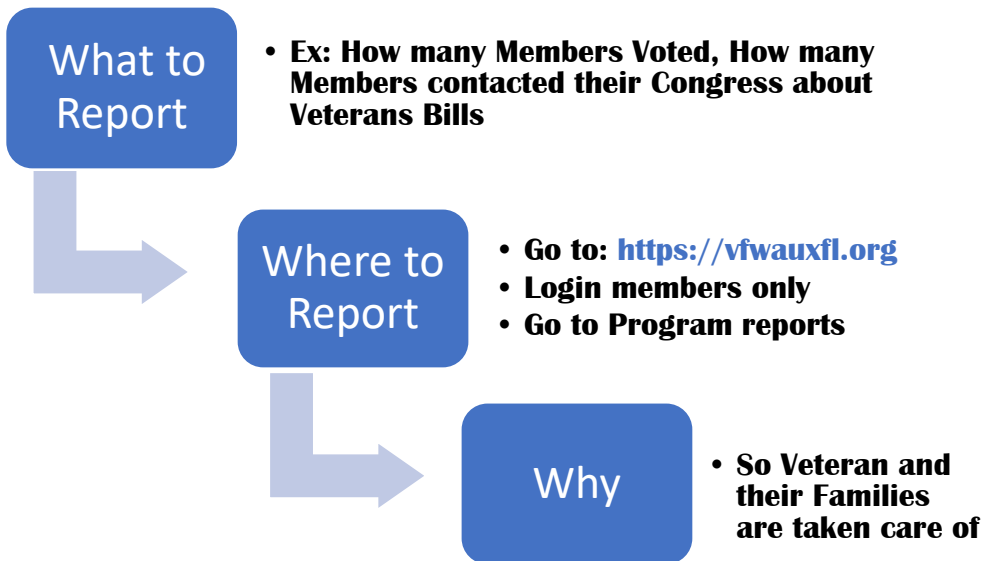 What to
Report
• Ex: How many Members Voted, How many
Members contacted their Congress about
Veterans Bills
Where to
Report
• Go to: https://vfwauxfl.org
• Login members only
• Go to Program reports
Why
• So Veteran and
their Families
are taken care of